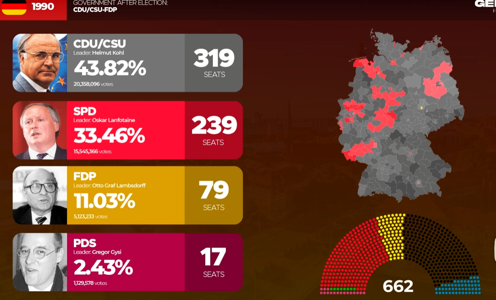 1990
GOVERNMENT AFTER ELECTION:
CDU/CSU-FDP
GE
CDU/CSU
Leader: Helmut Kohl
43.82%
20,358,096 votes
319
SEATS
SPD
Leader: Oskar Lanfotaine
33.46%
15,545,366 votes
239
SEATS
FDP
Leader: Otto Graf Lambsdorff
11.03%
5,123,233 votes
79
SEATS
PDS
Leader: Gregor Gysi
2.43%
1,129,578 votes
17
SEATS
662